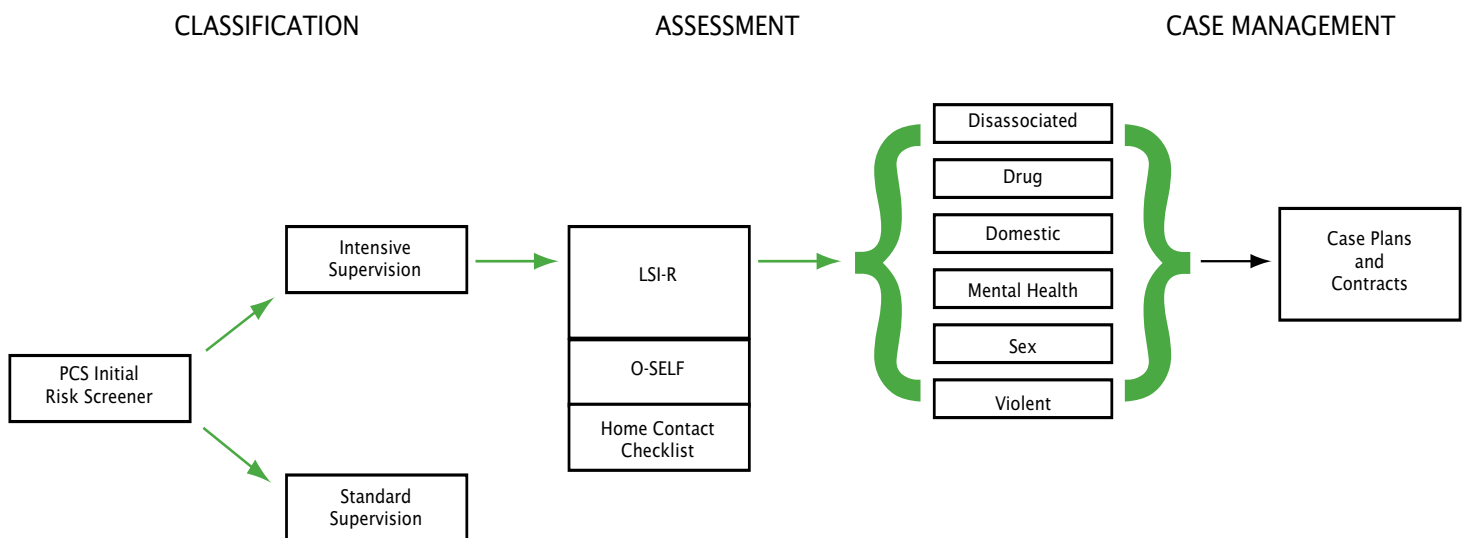 CLASSIFICATION
ASSESSMENT
CASE MANAGEMENT
PCS Initial
Risk Screener
Intensive
Supervision
Standard
Supervision
LSI-R
O-SELF
Home Contact
Checklist
Disassociated
Drug
Domestic
Mental Health
Sex
Violent
Case Plans
and
Contracts